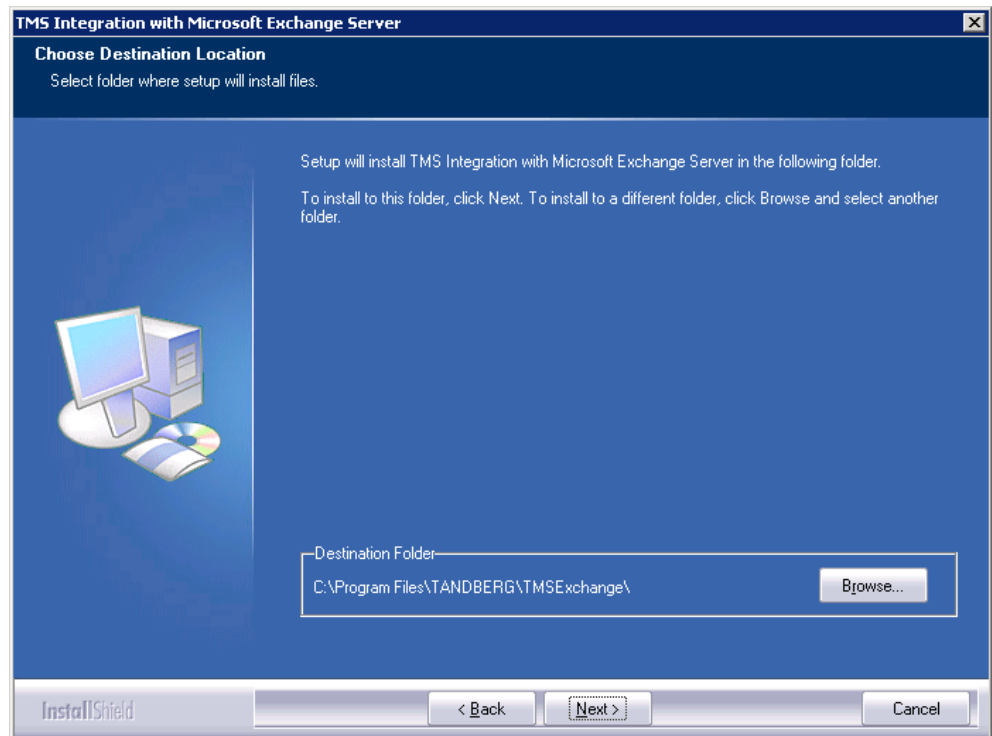 TMS Integration with Microsoft Exchange Server
Choose Destination Location
Select folder where setup will install files.
Setup will install TMS Integration with Microsoft Exchange Server in the following folder.
To install to this folder, click Next. To install to a different folder, click Browse and select another
folder.
Destination Folder
C:\Program Files\TANDBERG\TMSExchange\
Browse...
InstallShield
< Back
Next >
Cancel